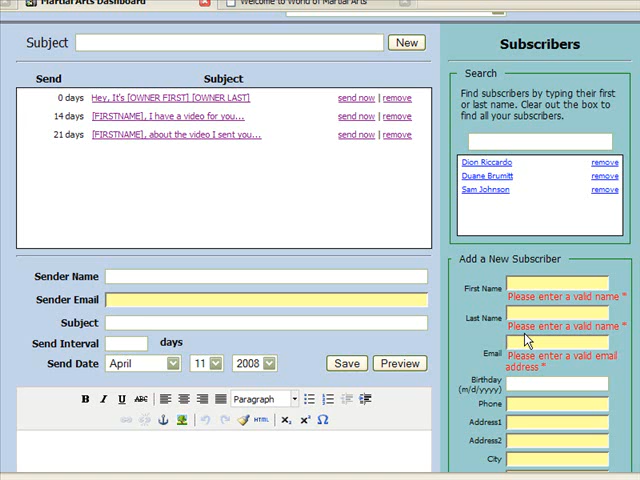 Martial Arts Dashboard
Welcome to World of Martial Arts
Subject
New
Send Subject
0 days Hey, It's [OWNER FIRST] [OWNER LAST] send now | remove
14 days [FIRSTNAME], I have a video for you... send now | remove
21 days [FIRSTNAME], about the video I sent you... send now | remove
Sender Name
Sender Email
Subject
Send Interval days
Send Date April 11 2008 Save Preview
B I U ABC Paragraph
HTML x₂ x² Ω
Subscribers
Search
Find subscribers by typing their first
or last name. Clear out the box to
find all your subscribers.
Dion Riccardo remove
Duane Brumitt remove
Sam Johnson remove
Add a New Subscriber
First Name
Please enter a valid name *
Last Name
Please enter a valid name *
Email
Please enter a valid email
address *
Birthday
(m/d/yyyy)
Phone
Address1
Address2
City